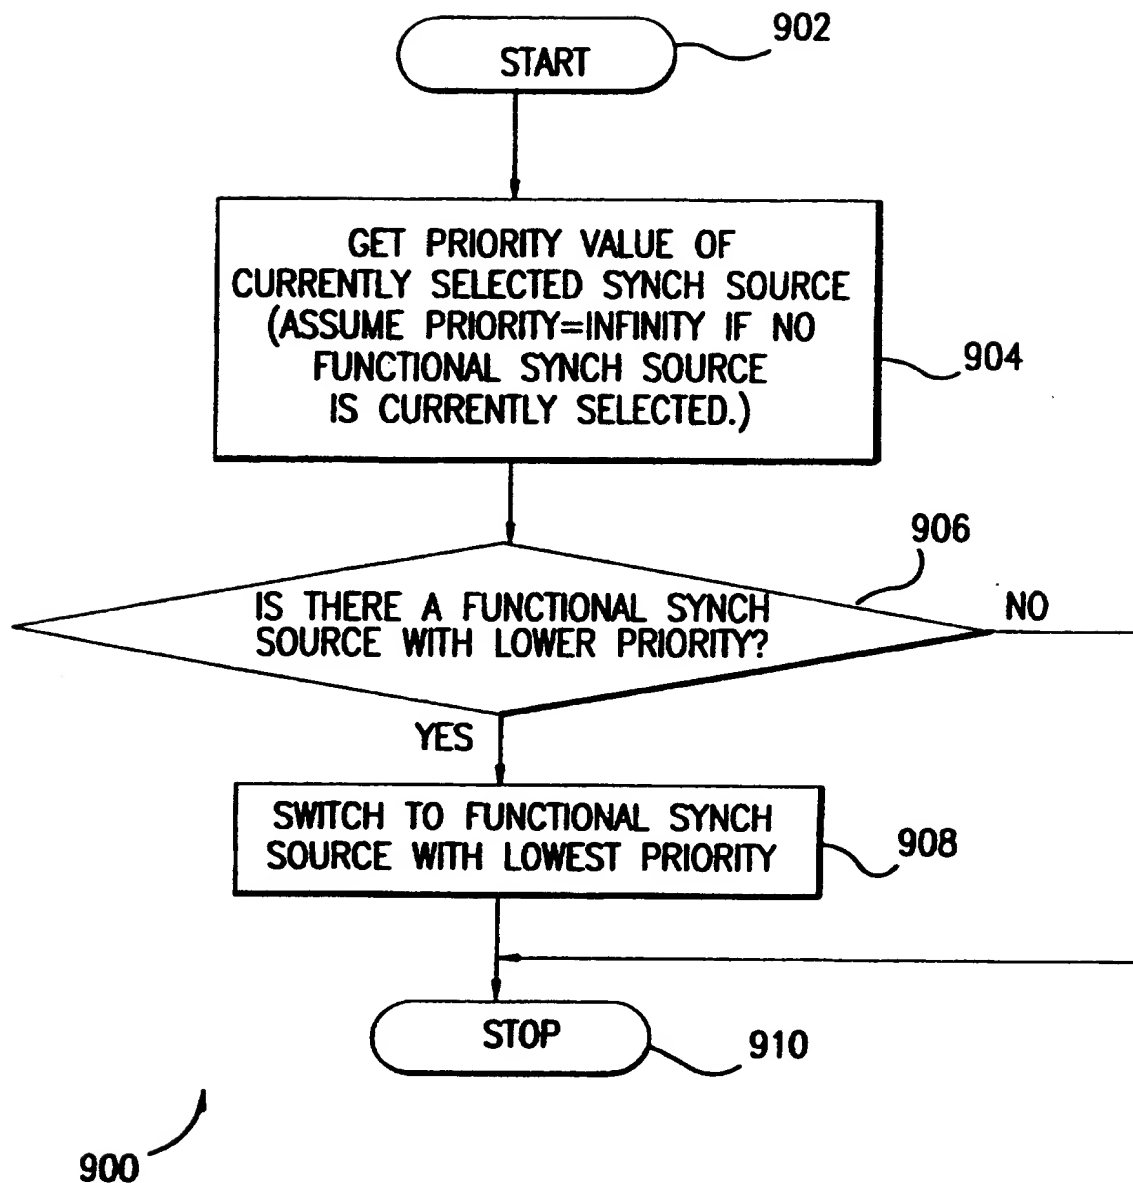 902
START
GET PRIORITY VALUE OF
CURRENTLY SELECTED SYNCH SOURCE
(ASSUME PRIORITY=INFINITY IF NO
FUNCTIONAL SYNCH SOURCE
IS CURRENTLY SELECTED.)
904
906
IS THERE A FUNCTIONAL SYNCH
SOURCE WITH LOWER PRIORITY?
NO
YES
SWITCH TO FUNCTIONAL SYNCH
SOURCE WITH LOWEST PRIORITY
908
STOP
910
900